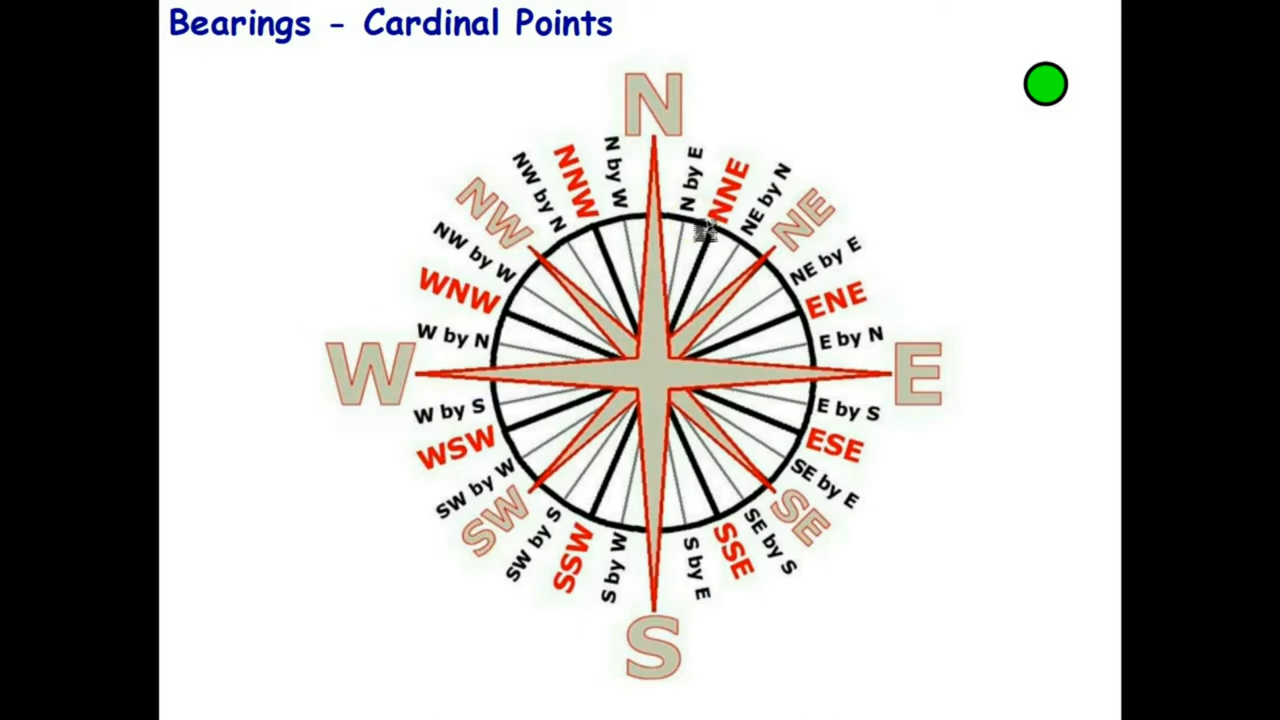 Bearings - Cardinal Points
N
N by E
NNE
NE by N
NE
NE by E
ENE
E by N
E
E by S
ESE
SE by E
SE
SE by S
SSE
S by E
S
S by W
SSW
SW by S
SW
SW by W
WSW
W by S
W
W by N
WNW
NW by W
NW
NW by N
NNW
N by W